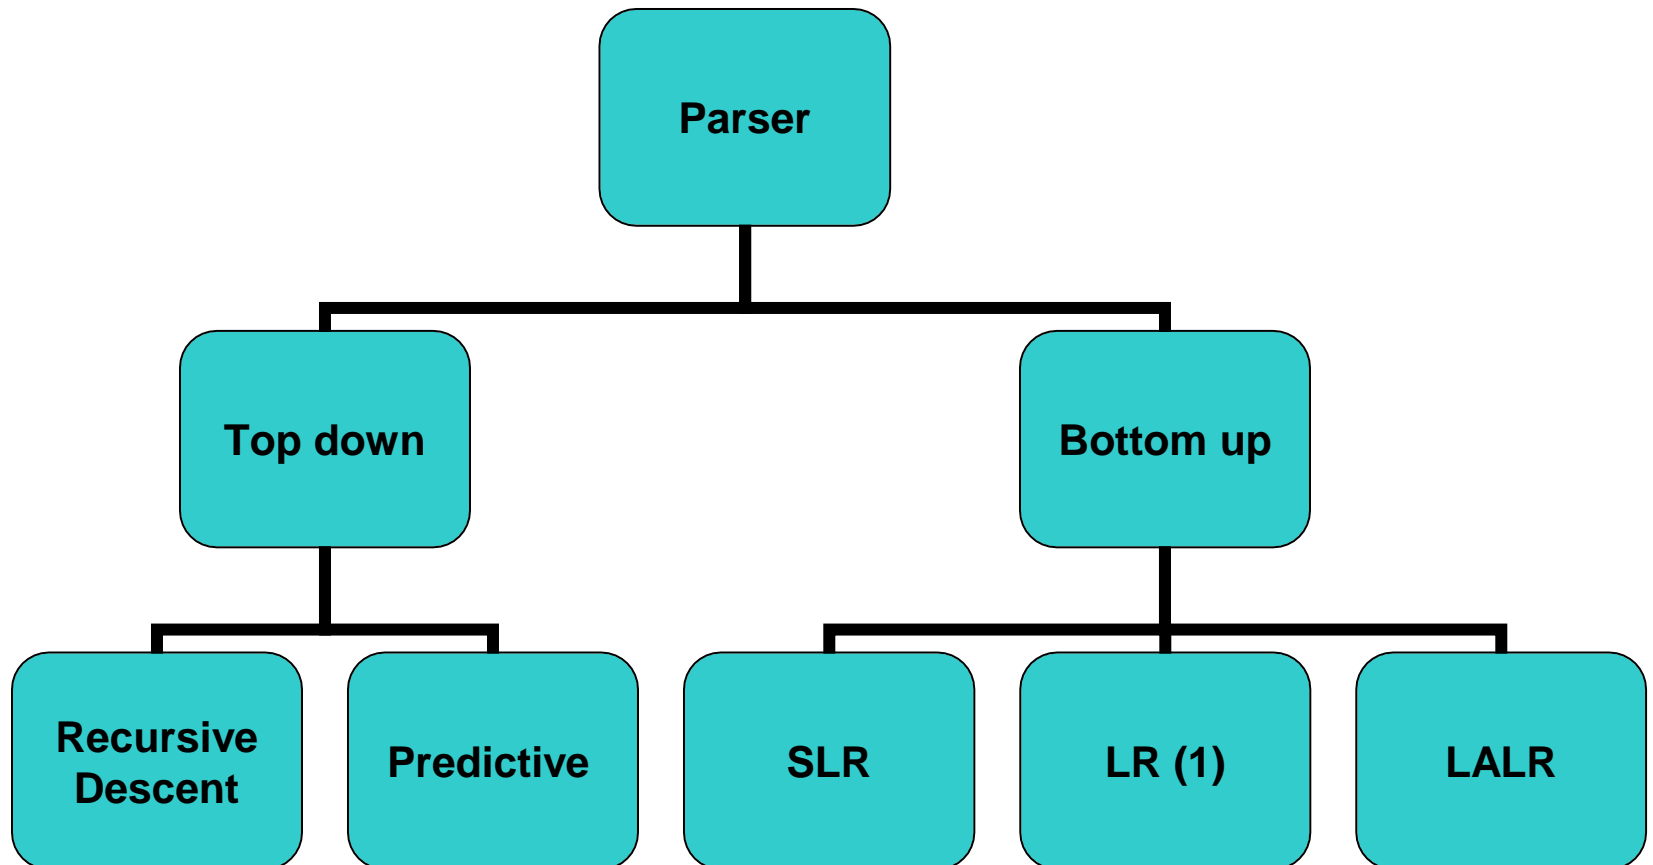 Parser
Top down
Bottom up
Recursive
Descent
Predictive
SLR
LR (1)
LALR